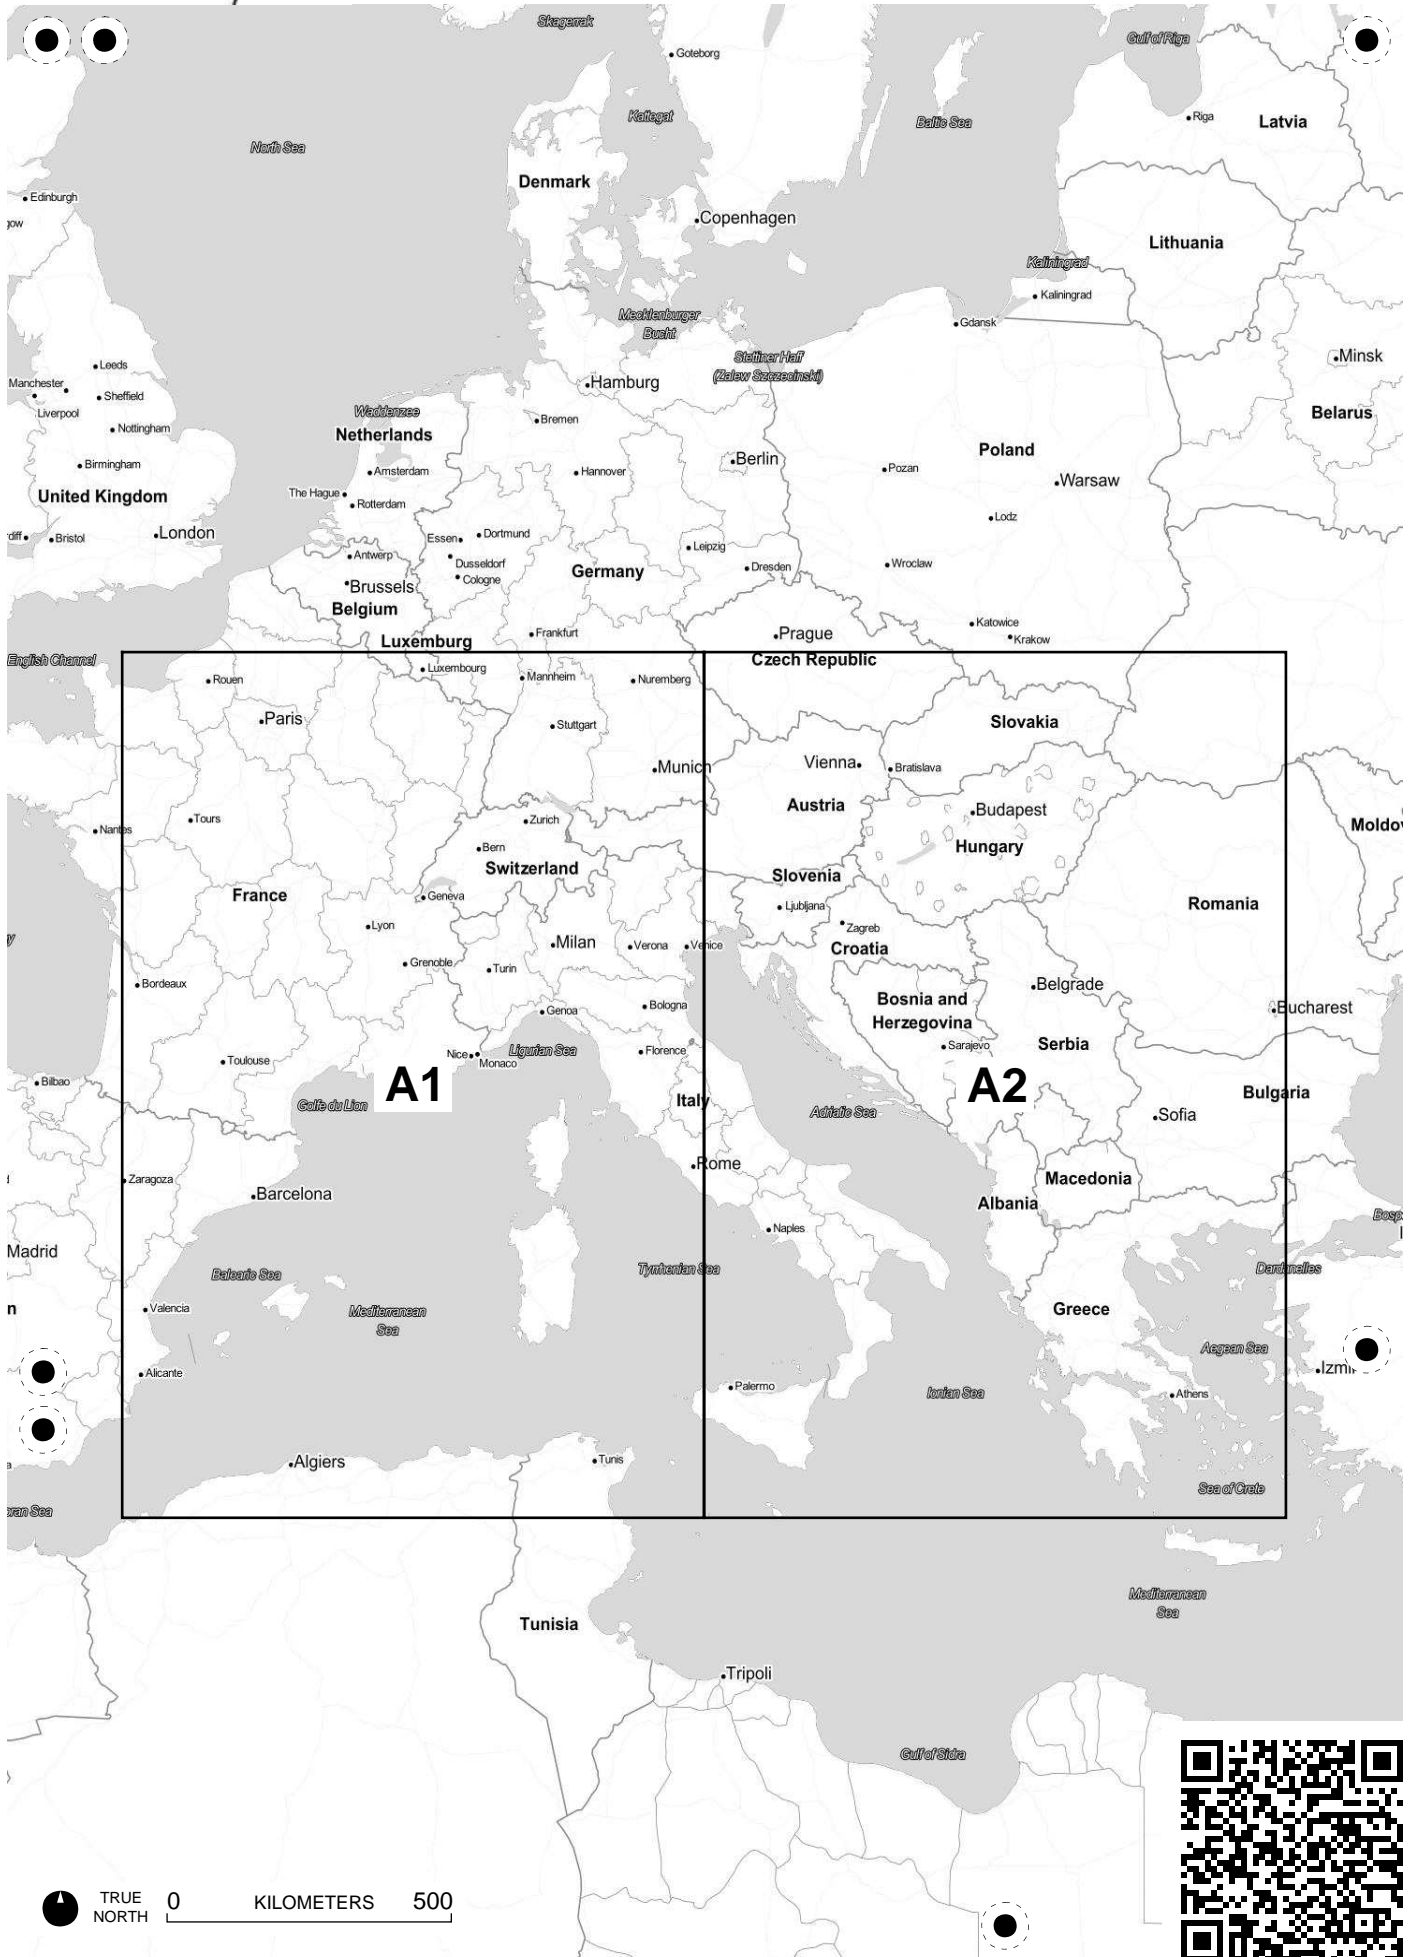 Skagerrak
Gulf of Riga
Goteborg
Kattegat
Baltic Sea
Riga
Latvia
North Sea
Denmark
Edinburgh
Copenhagen
Lithuania
Kaliningrad
Kaliningrad
Mecklenburger
Bucht
Gdansk
Stettiner Haff
(Zalew Szczecinski)
Minsk
Leeds
Manchester
Hamburg
Sheffield
Liverpool
Waddenzee
Bremen
Belarus
Nottingham
Netherlands
Poland
Birmingham
Amsterdam
Hannover
Berlin
Pozan
Warsaw
United Kingdom
The Hague
Rotterdam
Lodz
Bristol
London
Essen
Dortmund
Leipzig
Antwerp
Dusseldorf
Germany
Dresden
Wroclaw
Brussels
Cologne
Belgium
Katowice
Luxemburg
Frankfurt
Prague
Krakow
English Channel
Czech Republic
Rouen
Luxembourg
Mannheim
Nuremberg
Paris
Stuttgart
Slovakia
Munich
Vienna
Bratislava
Austria
Budapest
Nantes
Tours
Zurich
Moldov
Bern
Hungary
Switzerland
Slovenia
France
Geneva
Ljubljana
Romania
Lyon
Zagreb
Milan
Verona
Venice
Croatia
Grenoble
Turin
Bordeaux
Belgrade
Bosnia and
Herzegovina
Genoa
Bologna
Bucharest
Ligurian Sea
Sarajevo
Serbia
Toulouse
Nice
Monaco
Florence
Bilbao
A1
A2
Bulgaria
Golfe du Lion
Italy
Adriatic Sea
Sofia
Rome
Zaragoza
Macedonia
Barcelona
Albania
Naples
Bosp
Madrid
Balearic Sea
Tyrrhenian Sea
Dardanelles
Valencia
Mediterranean
Sea
Greece
n
Aegean Sea
Alicante
Izmi
Palermo
Ionian Sea
Athens
Algiers
Tunis
oran Sea
Sea of Crete
Mediterranean
Sea
Tunisia
Tripoli
Gulf of Sidra
TRUE
NORTH
0 KILOMETERS 500